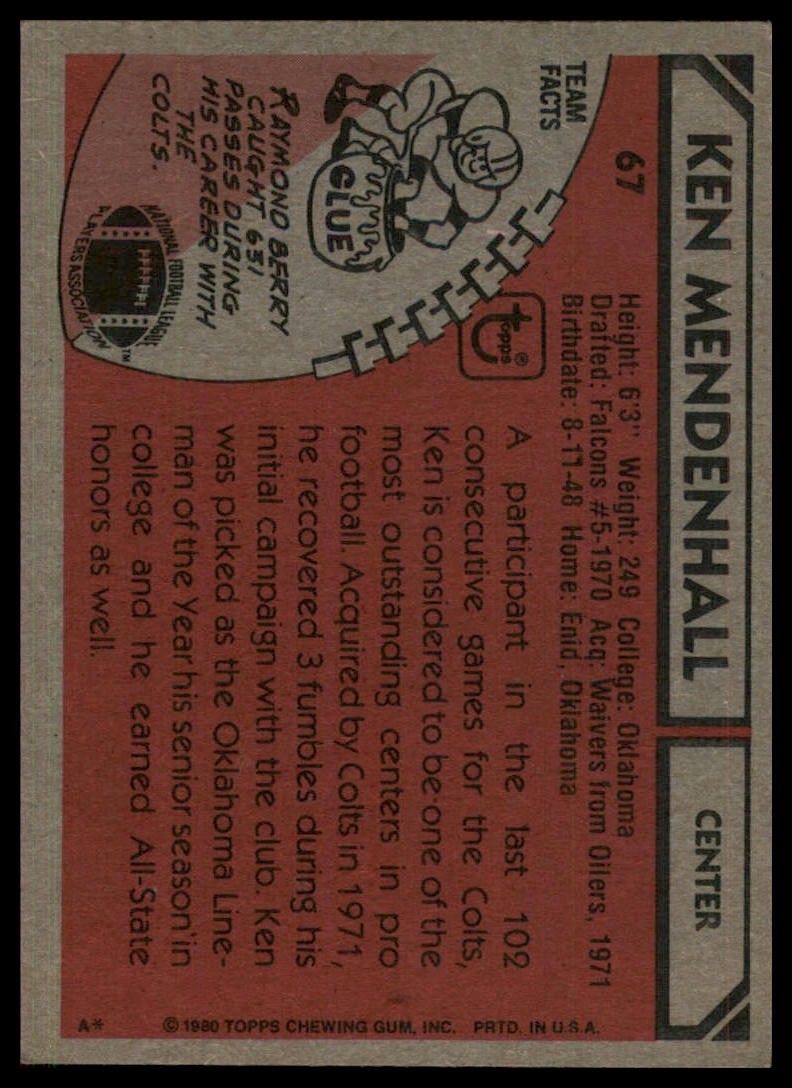 KEN MENDENHALL
CENTER
67
Height: 6'3" Weight: 249 College: Oklahoma
Drafted: Falcons #5-1970 Acq: Waivers from Oilers, 1971
Birthdate: 8-11-48 Home: Enid, Oklahoma
TEAM
FACTS
GLUE
RAYMOND BERRY
CAUGHT 631
PASSES DURING
HIS CAREER WITH
THE
COLTS.
NATIONAL FOOTBALL LEAGUE
PLAYERS ASSOCIATION
TM
topps®
A participant in the last 102
consecutive games for the Colts,
Ken is considered to be one of the
most outstanding centers in pro
football. Acquired by Colts in 1971,
he recovered 3 fumbles during his
initial campaign with the club. Ken
was picked as the Oklahoma Line-
man of the Year his senior season in
college and he earned All-State
honors as well.
A* © 1980 TOPPS CHEWING GUM, INC. PRTD. IN U.S.A.